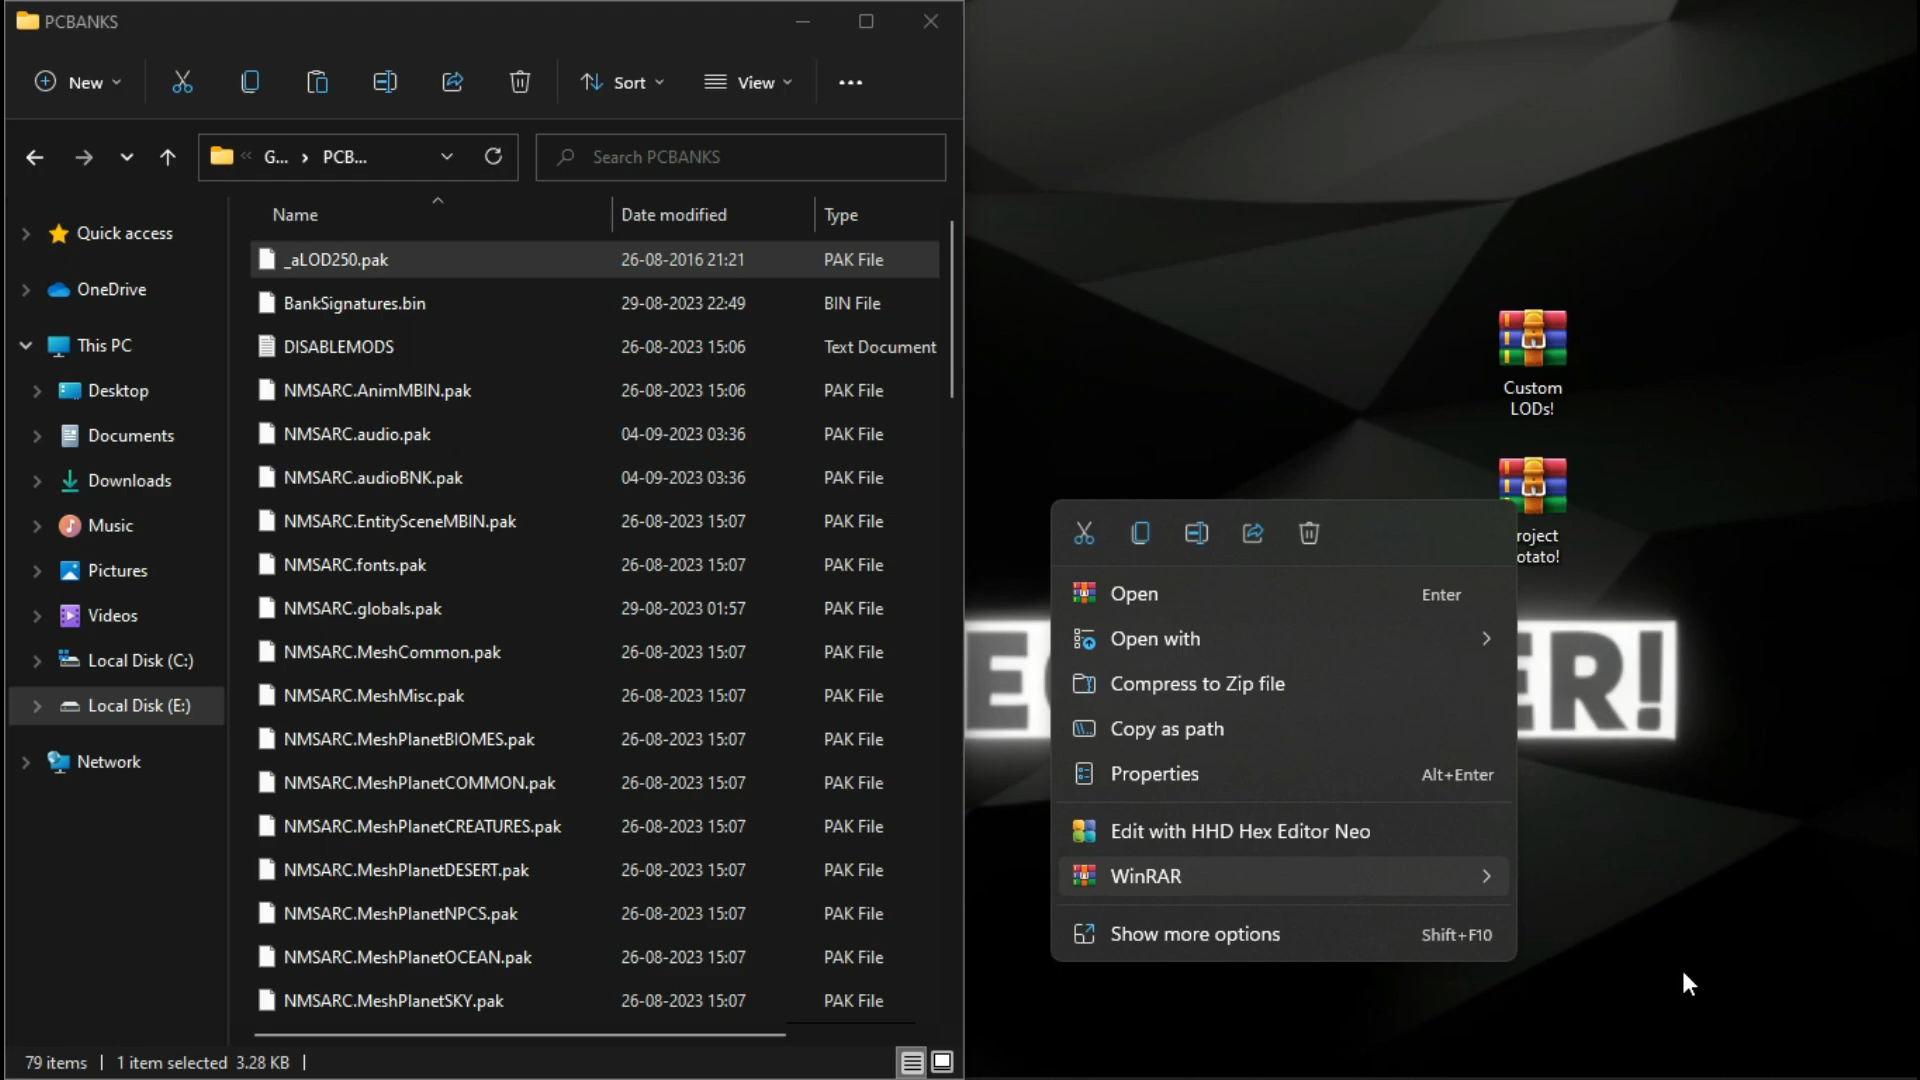 PCBANKS
New
Sort
View
G...
PCB...
Search PCBANKS
Name
Date modified
Type
Quick access
OneDrive
This PC
Desktop
Documents
Downloads
Music
Pictures
Videos
Local Disk (C:)
Local Disk (E:)
Network
_aLOD250.pak 26-08-2016 21:21 PAK File
BankSignatures.bin 29-08-2023 22:49 BIN File
DISABLEMODS 26-08-2023 15:06 Text Document
NMSARC.AnimMBIN.pak 26-08-2023 15:06 PAK File
NMSARC.audio.pak 04-09-2023 03:36 PAK File
NMSARC.audioBNK.pak 04-09-2023 03:36 PAK File
NMSARC.EntitySceneMBIN.pak 26-08-2023 15:07 PAK File
NMSARC.fonts.pak 26-08-2023 15:07 PAK File
NMSARC.globals.pak 29-08-2023 01:57 PAK File
NMSARC.MeshCommon.pak 26-08-2023 15:07 PAK File
NMSARC.MeshMisc.pak 26-08-2023 15:07 PAK File
NMSARC.MeshPlanetBIOMES.pak 26-08-2023 15:07 PAK File
NMSARC.MeshPlanetCOMMON.pak 26-08-2023 15:07 PAK File
NMSARC.MeshPlanetCREATURES.pak 26-08-2023 15:07 PAK File
NMSARC.MeshPlanetDESERT.pak 26-08-2023 15:07 PAK File
NMSARC.MeshPlanetNPCS.pak 26-08-2023 15:07 PAK File
NMSARC.MeshPlanetOCEAN.pak 26-08-2023 15:07 PAK File
NMSARC.MeshPlanetSKY.pak 26-08-2023 15:07 PAK File
79 items
1 item selected 3.28 KB
Custom
LODs!
roject
otato!
Open Enter
Open with
Compress to Zip file
Copy as path
Properties Alt+Enter
Edit with HHD Hex Editor Neo
WinRAR
Show more options Shift+F10
ER!